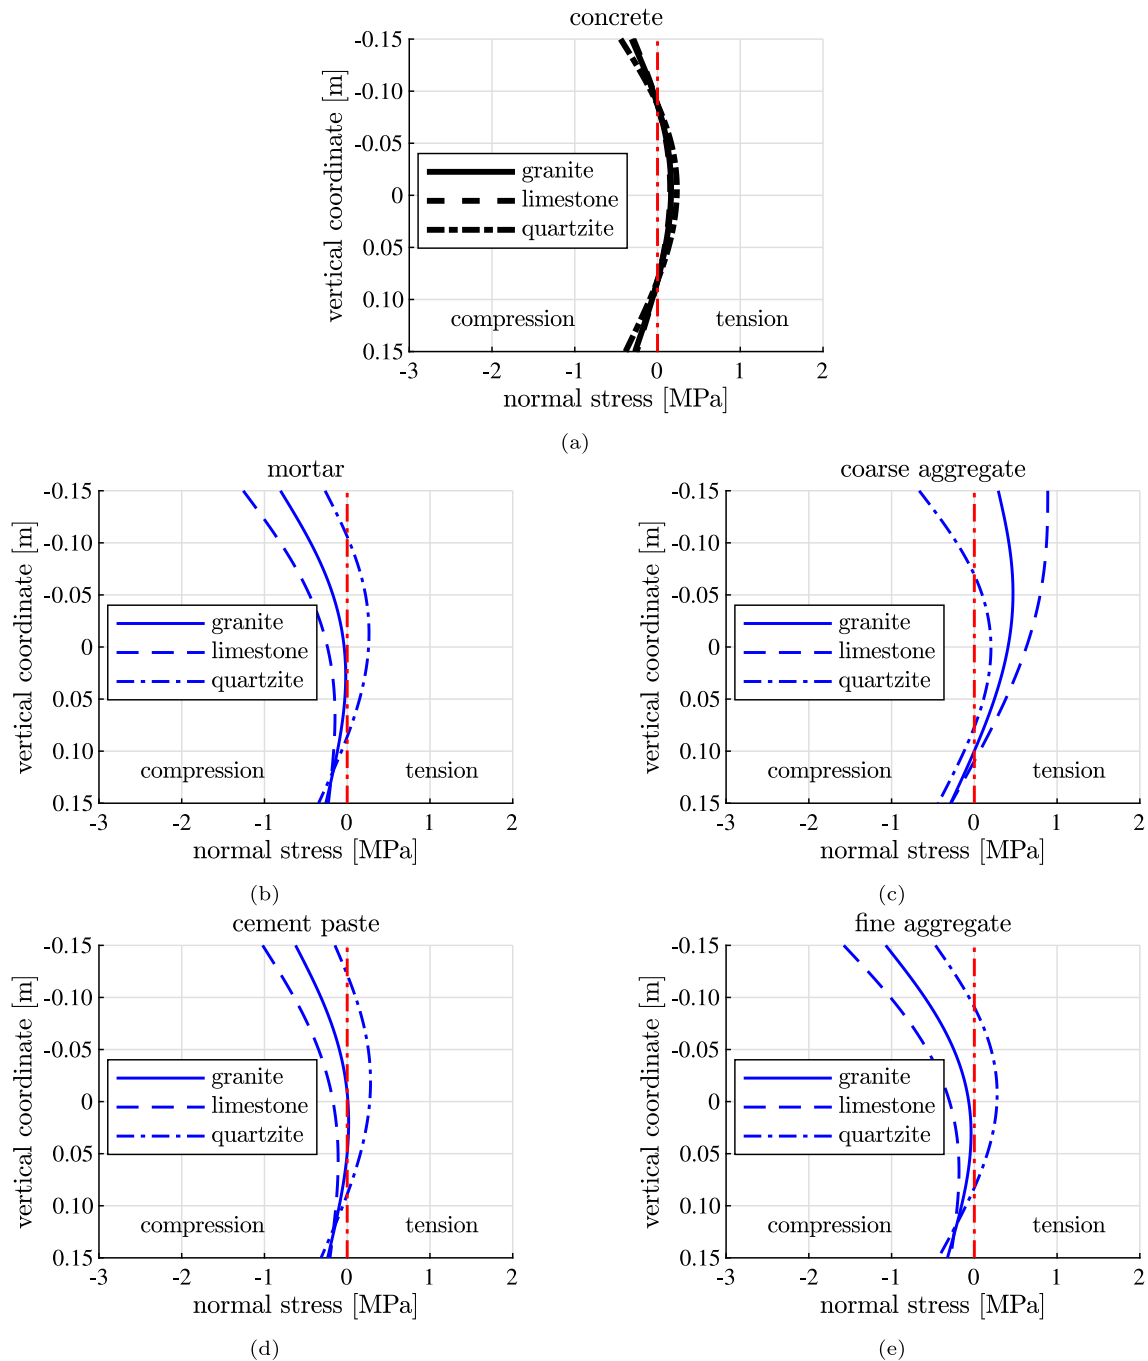 concrete
vertical coordinate [m]
-0.15
-0.10
-0.05
0
0.05
0.10
0.15
granite
limestone
quartzite
compression
tension
-3 -2 -1 0 1 2
normal stress [MPa]
(a)
mortar
vertical coordinate [m]
-0.15
-0.10
-0.05
0
0.05
0.10
0.15
granite
limestone
quartzite
compression
tension
-3 -2 -1 0 1 2
normal stress [MPa]
(b)
coarse aggregate
vertical coordinate [m]
-0.15
-0.10
-0.05
0
0.05
0.10
0.15
granite
limestone
quartzite
compression
tension
-3 -2 -1 0 1 2
normal stress [MPa]
(c)
cement paste
vertical coordinate [m]
-0.15
-0.10
-0.05
0
0.05
0.10
0.15
granite
limestone
quartzite
compression
tension
-3 -2 -1 0 1 2
normal stress [MPa]
(d)
fine aggregate
vertical coordinate [m]
-0.15
-0.10
-0.05
0
0.05
0.10
0.15
granite
limestone
quartzite
compression
tension
-3 -2 -1 0 1 2
normal stress [MPa]
(e)